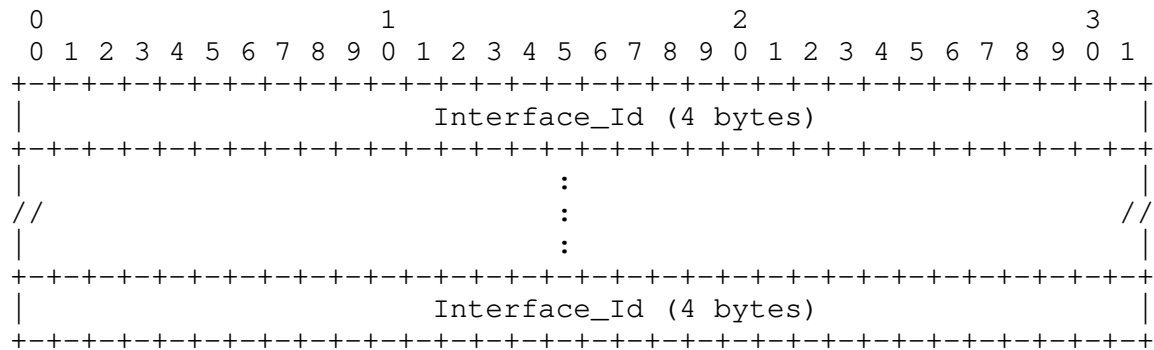 0                   1                   2                   3
 0 1 2 3 4 5 6 7 8 9 0 1 2 3 4 5 6 7 8 9 0 1 2 3 4 5 6 7 8 9 0 1
+-+-+-+-+-+-+-+-+-+-+-+-+-+-+-+-+-+-+-+-+-+-+-+-+-+-+-+-+-+-+-+-+
|                     Interface_Id (4 bytes)                    |
+-+-+-+-+-+-+-+-+-+-+-+-+-+-+-+-+-+-+-+-+-+-+-+-+-+-+-+-+-+-+-+-+
|                               :                               |
//                              :                              //
|                               :                               |
+-+-+-+-+-+-+-+-+-+-+-+-+-+-+-+-+-+-+-+-+-+-+-+-+-+-+-+-+-+-+-+-+
|                     Interface_Id (4 bytes)                    |
+-+-+-+-+-+-+-+-+-+-+-+-+-+-+-+-+-+-+-+-+-+-+-+-+-+-+-+-+-+-+-+-+